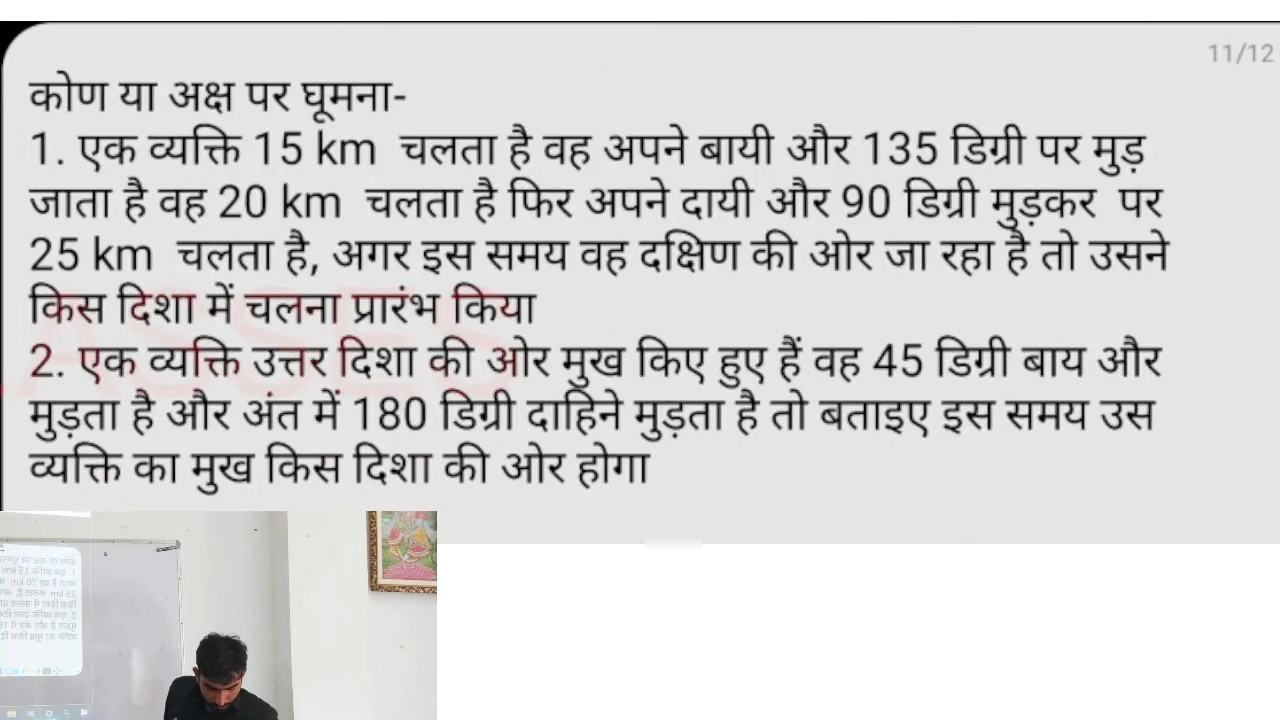 11/12
कोण या अक्ष पर घूमना-
1. एक व्यक्ति 15 km चलता है वह अपने बायी और 135 डिग्री पर मुड़
जाता है वह 20 km चलता है फिर अपने दायी और 90 डिग्री मुड़कर पर
25 km चलता है, अगर इस समय वह दक्षिण की ओर जा रहा है तो उसने
किस दिशा में चलना प्रारंभ किया
2. एक व्यक्ति उत्तर दिशा की ओर मुख किए हुए हैं वह 45 डिग्री बाय और
मुड़ता है और अंत में 180 डिग्री दाहिने मुड़ता है तो बताइए इस समय उस
व्यक्ति का मुख किस दिशा की ओर होगा